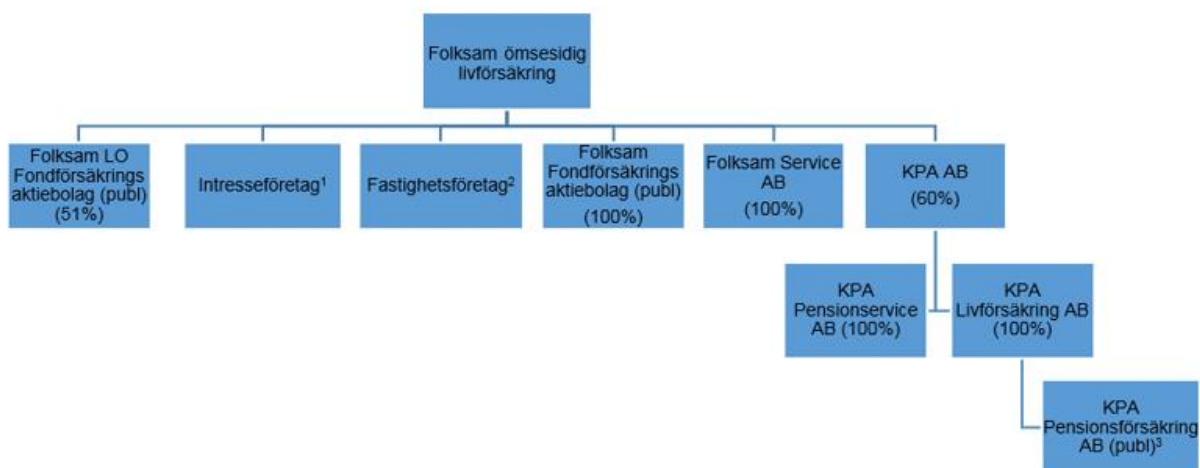 Folksam ömsesidig
livförsäkring
Folksam LO
Fondförsäkrings
aktiebolag (publ)
(51%)
Intresseföretag¹
Fastighetsföretag²
Folksam
Fondförsäkrings
aktiebolag (publ)
(100%)
Folksam Service
AB
(100%)
KPA AB
(60%)
KPA
Pensionservice
AB (100%)
KPA
Livförsäkring AB
(100%)
KPA
Pensionsförsäkring
AB (publ)³